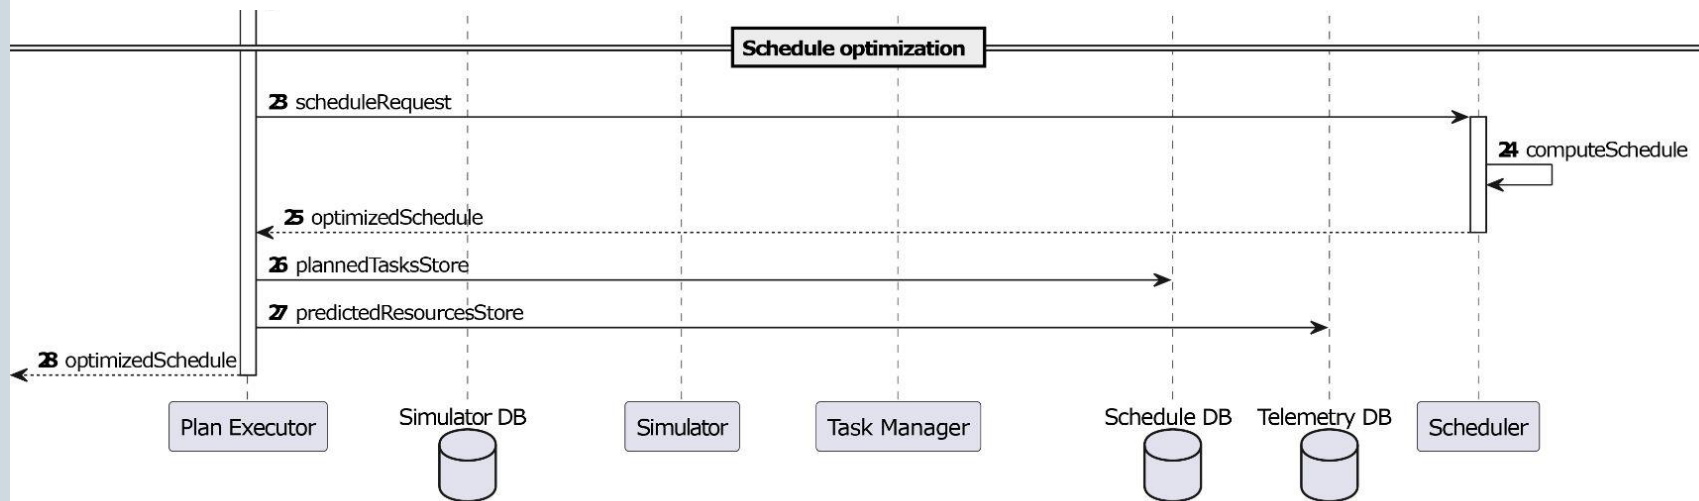 Schedule optimization
23 scheduleRequest
24 computeSchedule
25 optimizedSchedule
26 plannedTasksStore
27 predictedResourcesStore
28 optimizedSchedule
Plan Executor
Simulator DB
Simulator
Task Manager
Schedule DB
Telemetry DB
Scheduler